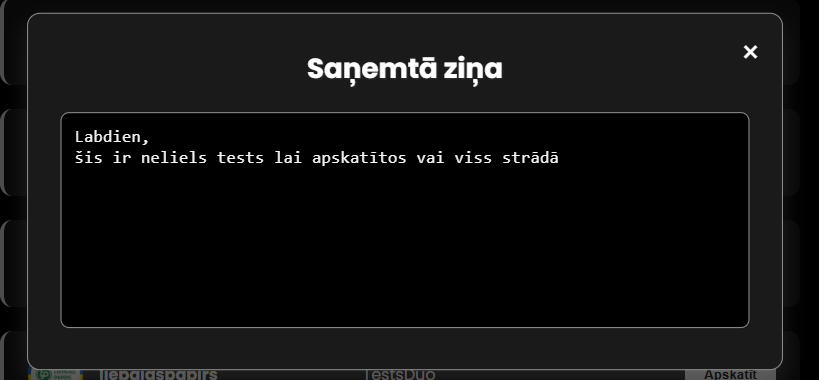 Saņemtā ziņa
×
Labdien,
šis ir neliels tests lai apskatītos vai viss strādā
liepajaspapirs TestsDuo Apskatīt